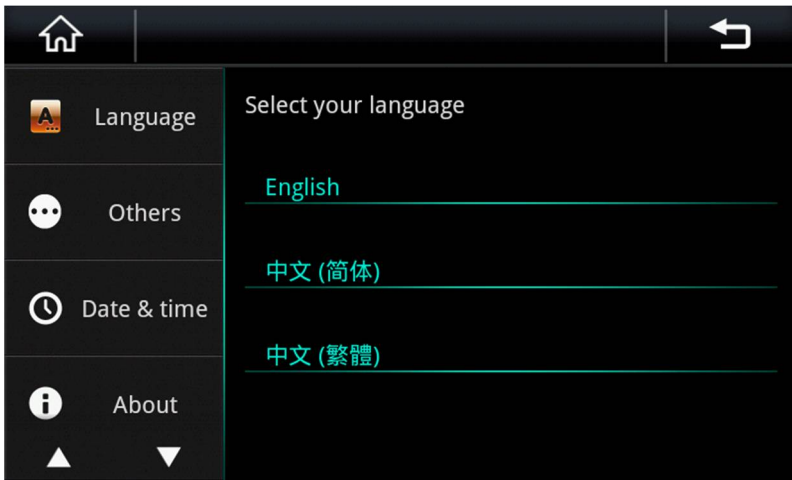 Language
Others
Date & time
About
Select your language
English
中文 (简体)
中文 (繁體)